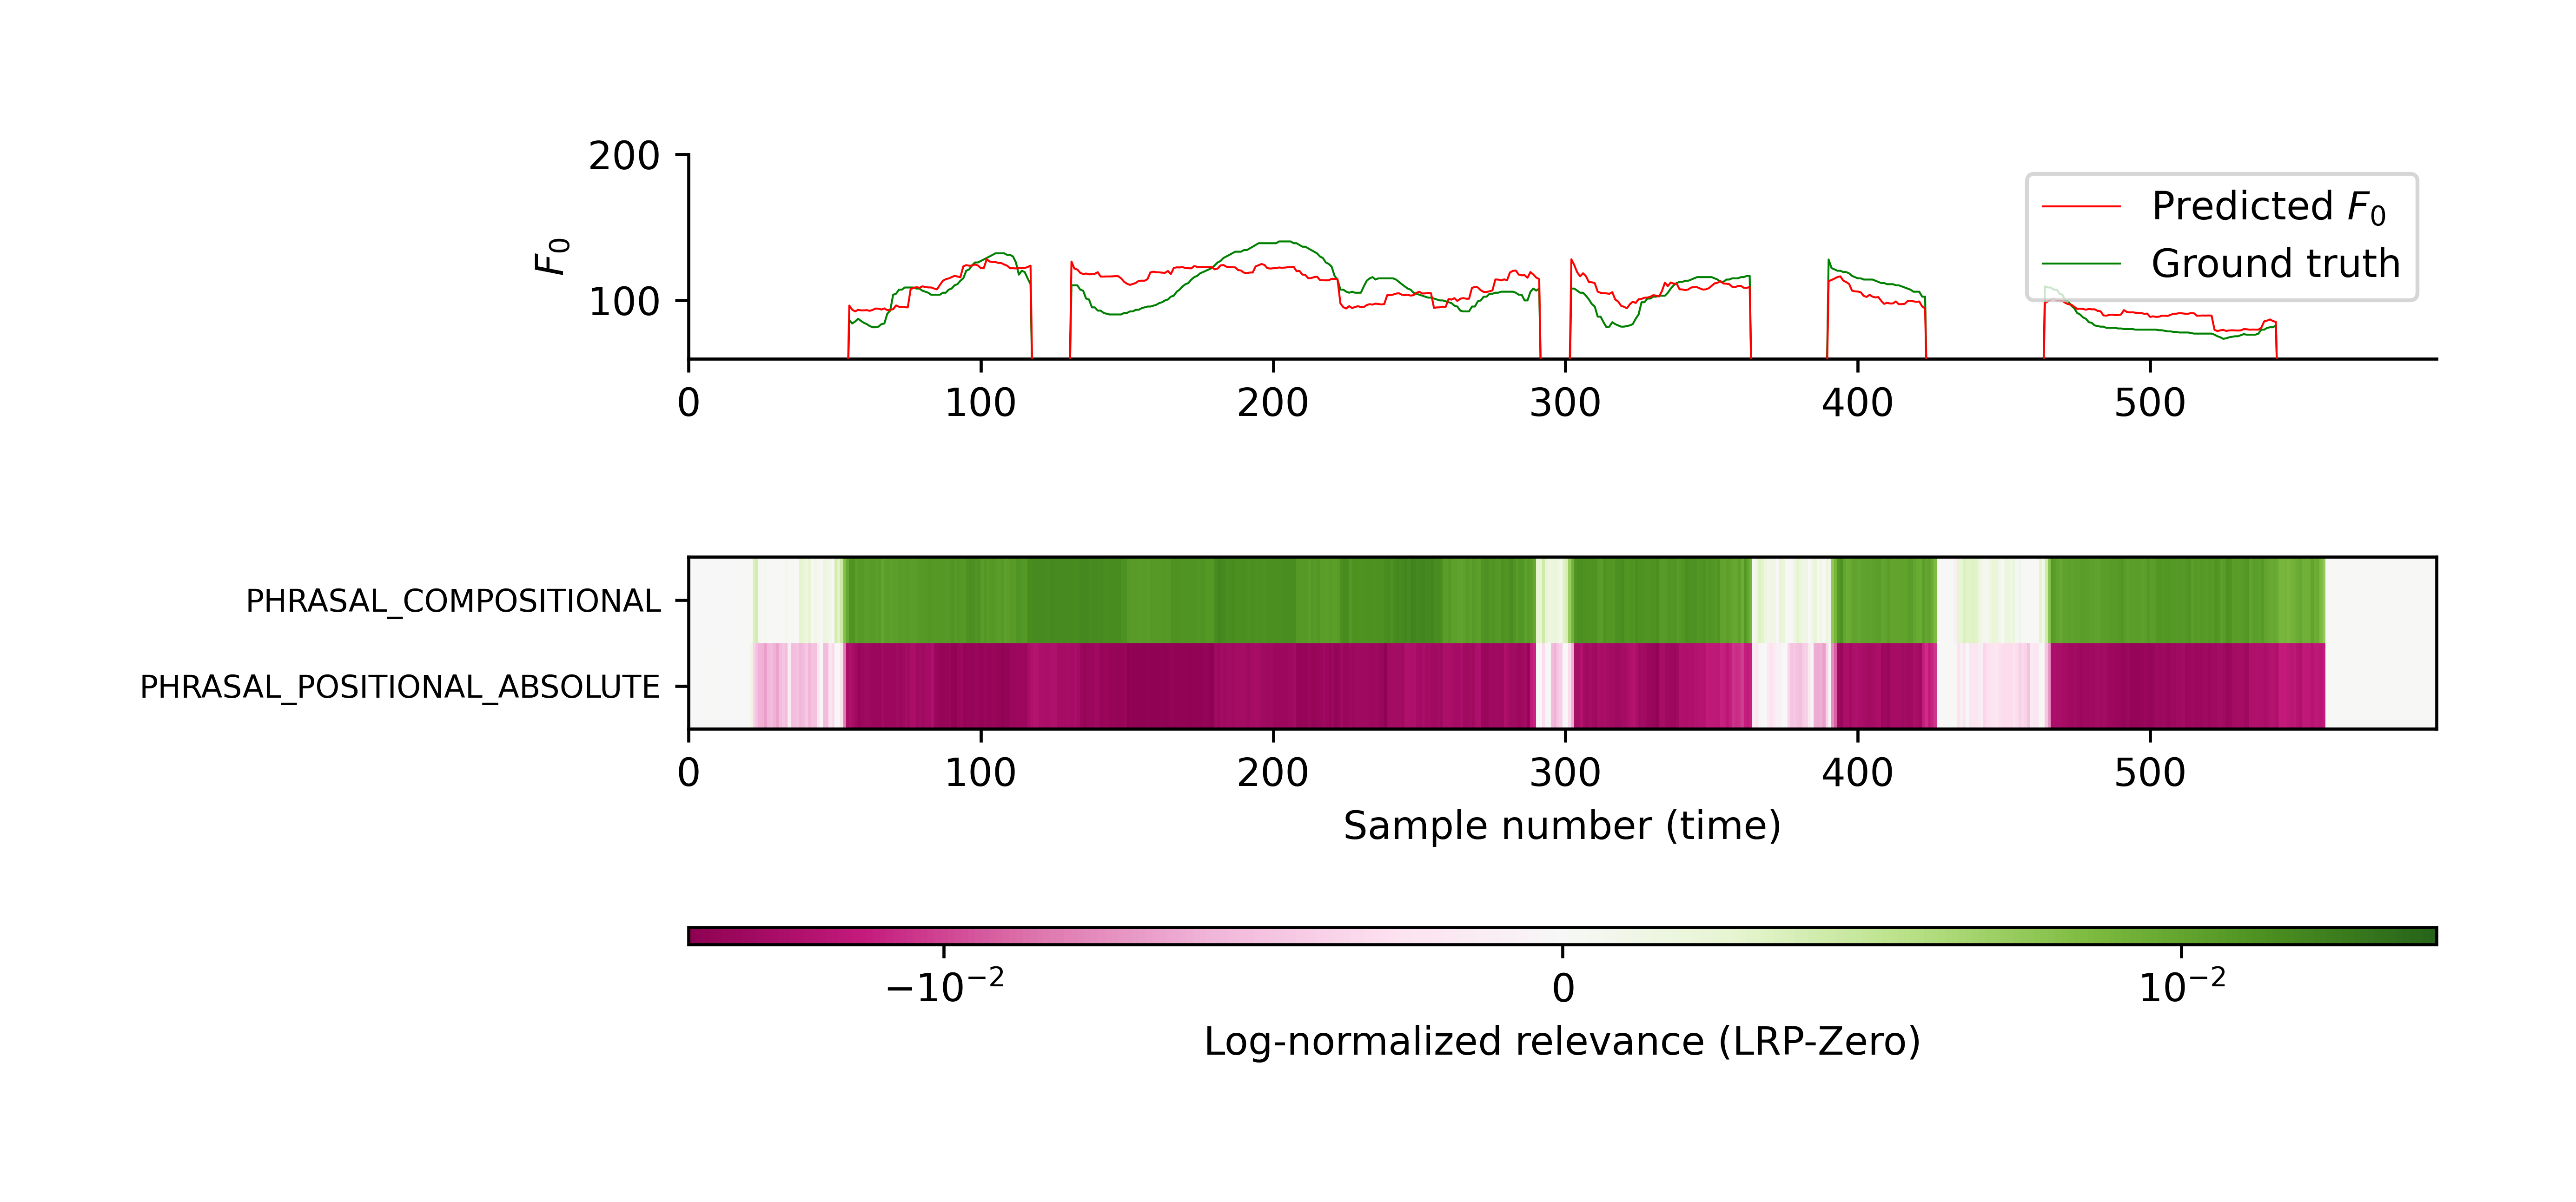 200
100
F₀
Predicted F₀
Ground truth
0 100 200 300 400 500
PHRASAL_COMPOSITIONAL
PHRASAL_POSITIONAL_ABSOLUTE
0 100 200 300 400 500
Sample number (time)
−10⁻² 0 10⁻²
Log-normalized relevance (LRP-Zero)